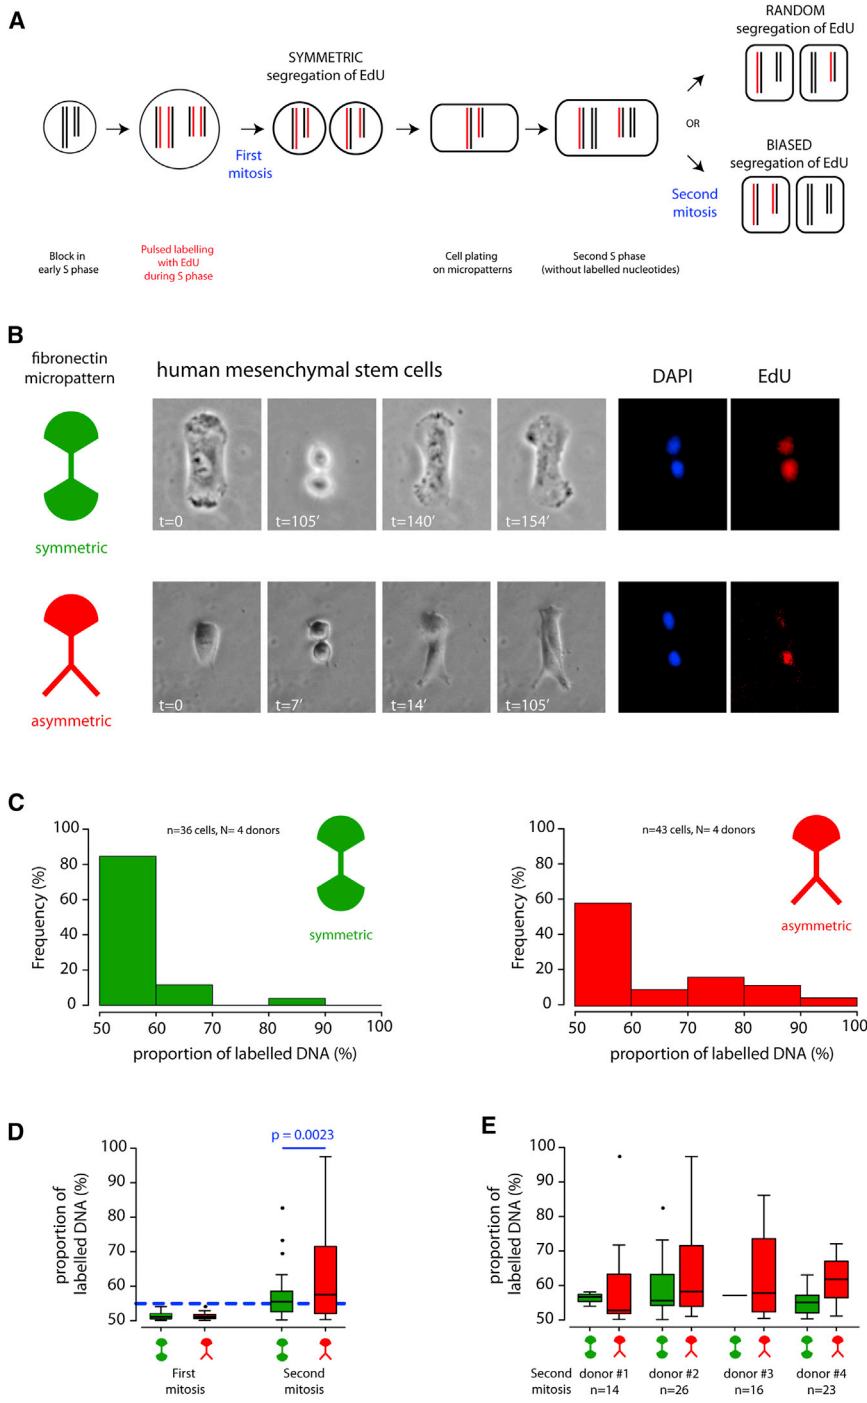 A
SYMMETRIC
segregation of EdU
RANDOM
segregation of EdU
First
mitosis
OR
BIASED
segregation of EdU
Second
mitosis
Block in
early S phase
Pulsed labelling
with EdU
during S phase
Cell plating
on micropatterns
Second S phase
(without labelled nucleotides)
B
fibronectin
micropattern
human mesenchymal stem cells
DAPI
EdU
t=0
t=105′
t=140′
t=154′
symmetric
t=0
t=7′
t=14′
t=105′
asymmetric
C
n=36 cells, N= 4 donors
symmetric
Frequency (%)
100
80
60
40
20
0
50 60 70 80 90 100
proportion of labelled DNA (%)
n=43 cells, N= 4 donors
asymmetric
Frequency (%)
100
80
60
40
20
0
50 60 70 80 90 100
proportion of labelled DNA (%)
D
p = 0.0023
proportion of
labelled DNA (%)
100
90
80
70
60
50
First
mitosis
Second
mitosis
E
proportion of
labelled DNA (%)
100
90
80
70
60
50
Second
mitosis
donor #1
n=14
donor #2
n=26
donor #3
n=16
donor #4
n=23